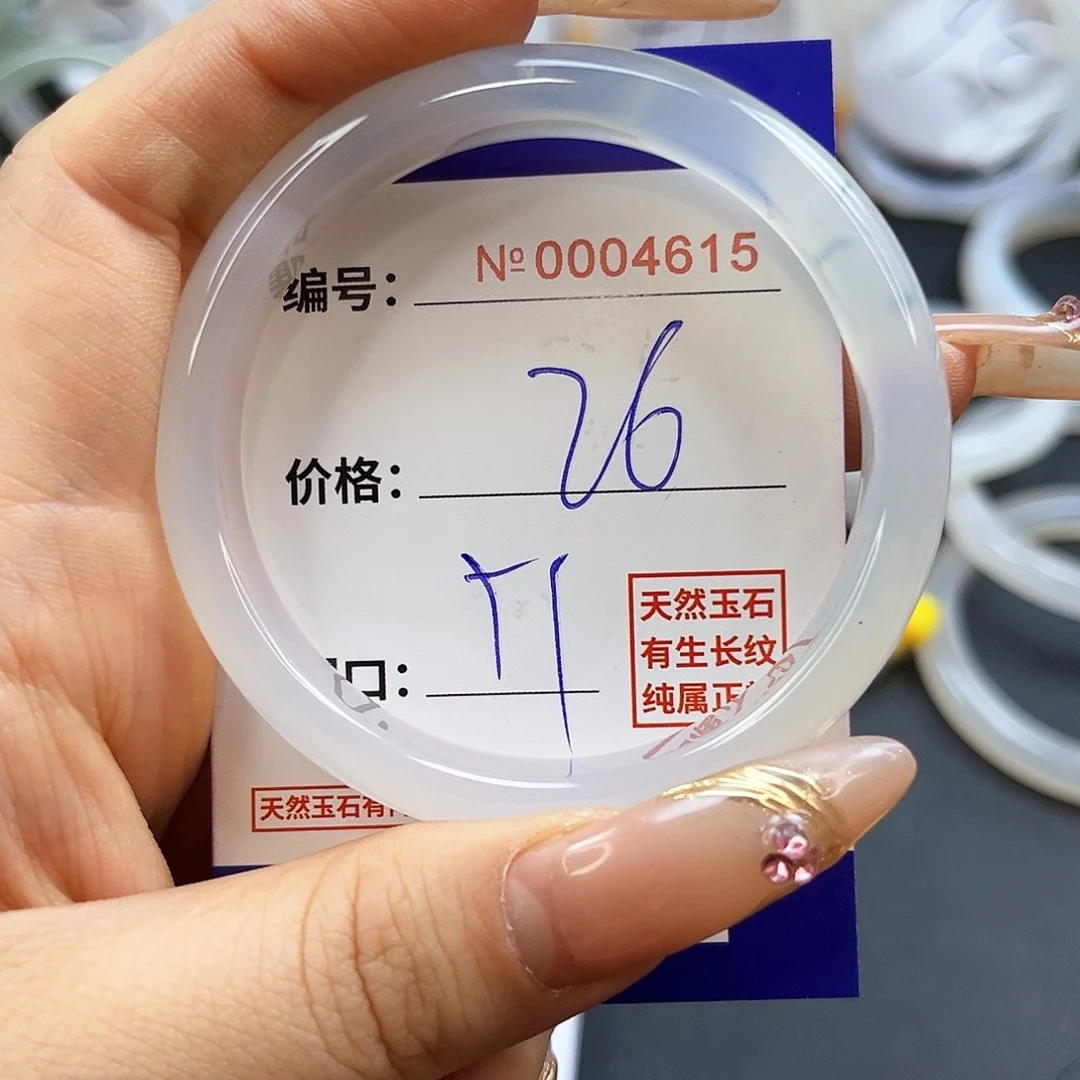 编号: №0004615
价格: 26
口:
天然玉石
有生长纹
纯属正
天然玉石有